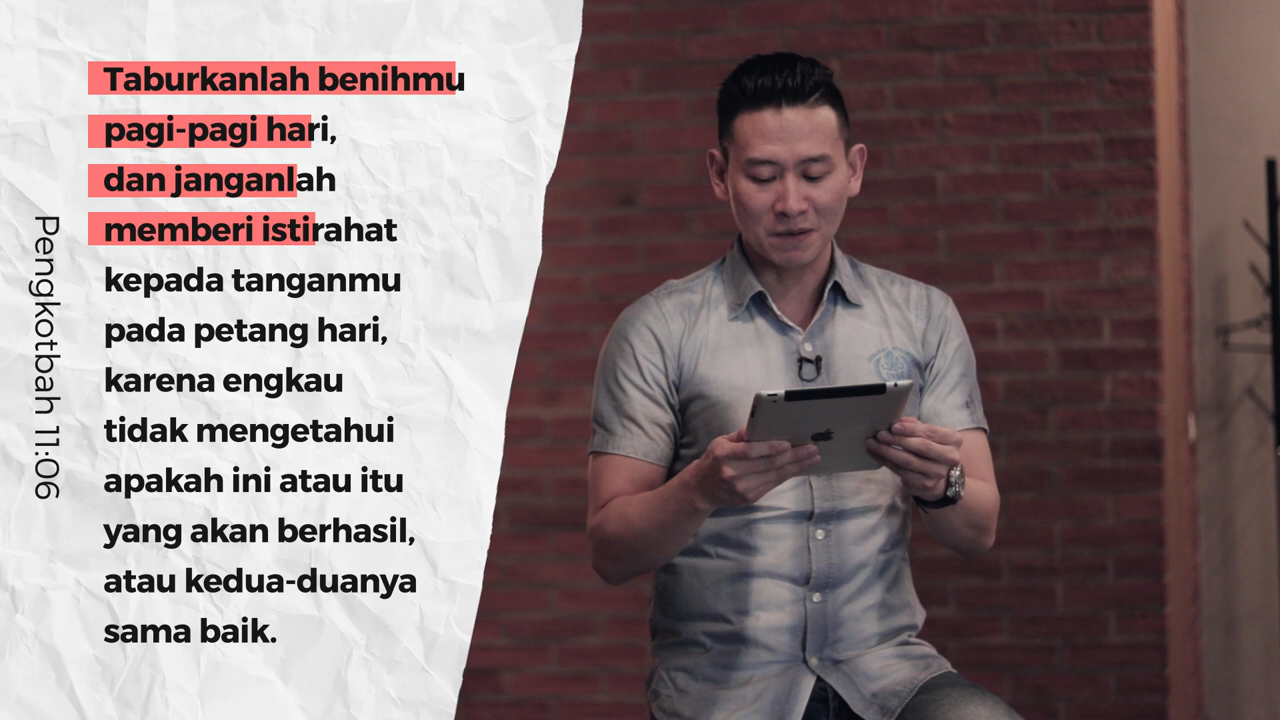 Taburkanlah benihmu
pagi-pagi hari,
dan janganlah
memberi istirahat
kepada tanganmu
pada petang hari,
karena engkau
tidak mengetahui
apakah ini atau itu
yang akan berhasil,
atau kedua-duanya
sama baik.
Pengkotbah 11:06